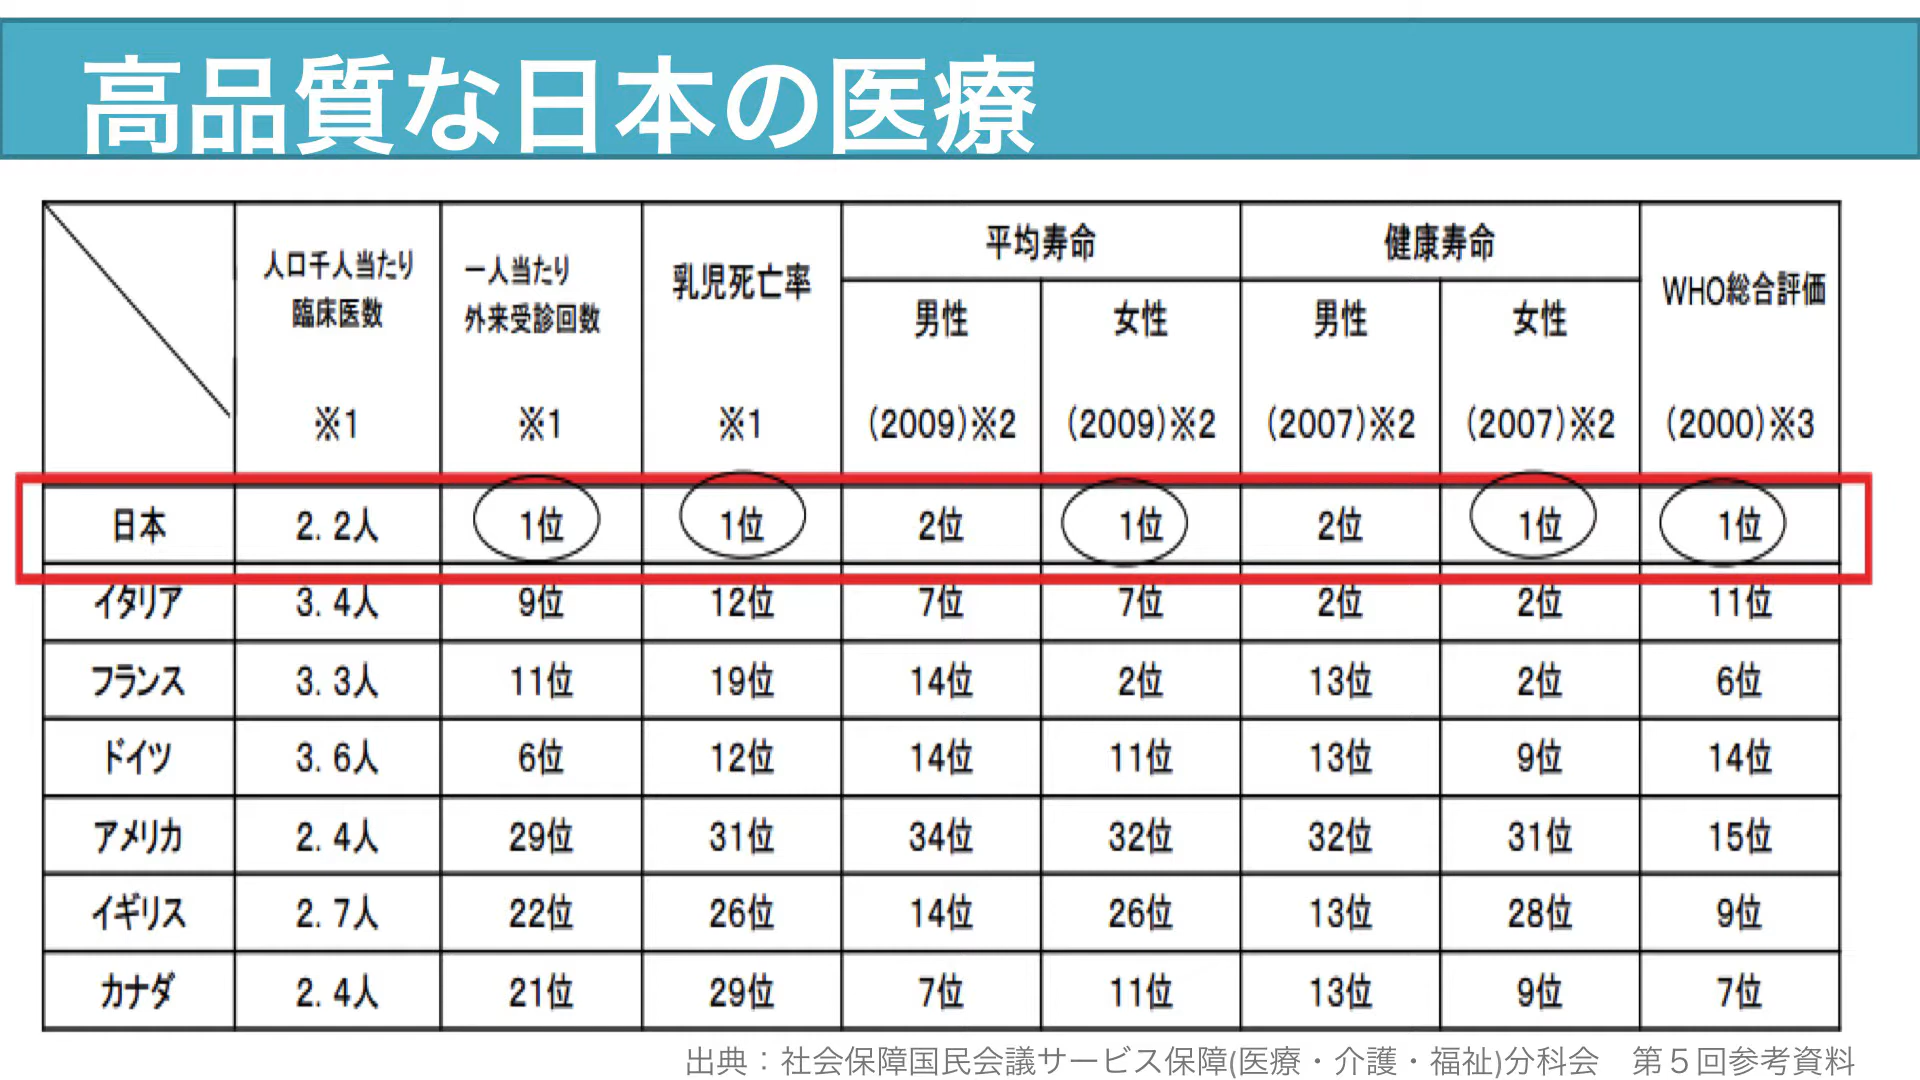 高品質な日本の医療
人口千人当たり
臨床医数
※1
一人当たり
外来受診回数
※1
乳児死亡率
※1
平均寿命
男性
(2009)※2
女性
(2009)※2
健康寿命
男性
(2007)※2
女性
(2007)※2
WHO総合評価
(2000)※3
日本 2.2人 1位 1位 2位 1位 2位 1位 1位
イタリア 3.4人 9位 12位 7位 7位 2位 2位 11位
フランス 3.3人 11位 19位 14位 2位 13位 2位 6位
ドイツ 3.6人 6位 12位 14位 11位 13位 9位 14位
アメリカ 2.4人 29位 31位 34位 32位 32位 31位 15位
イギリス 2.7人 22位 26位 14位 26位 13位 28位 9位
カナダ 2.4人 21位 29位 7位 11位 13位 9位 7位
出典：社会保障国民会議サービス保障(医療・介護・福祉)分科会　第５回参考資料